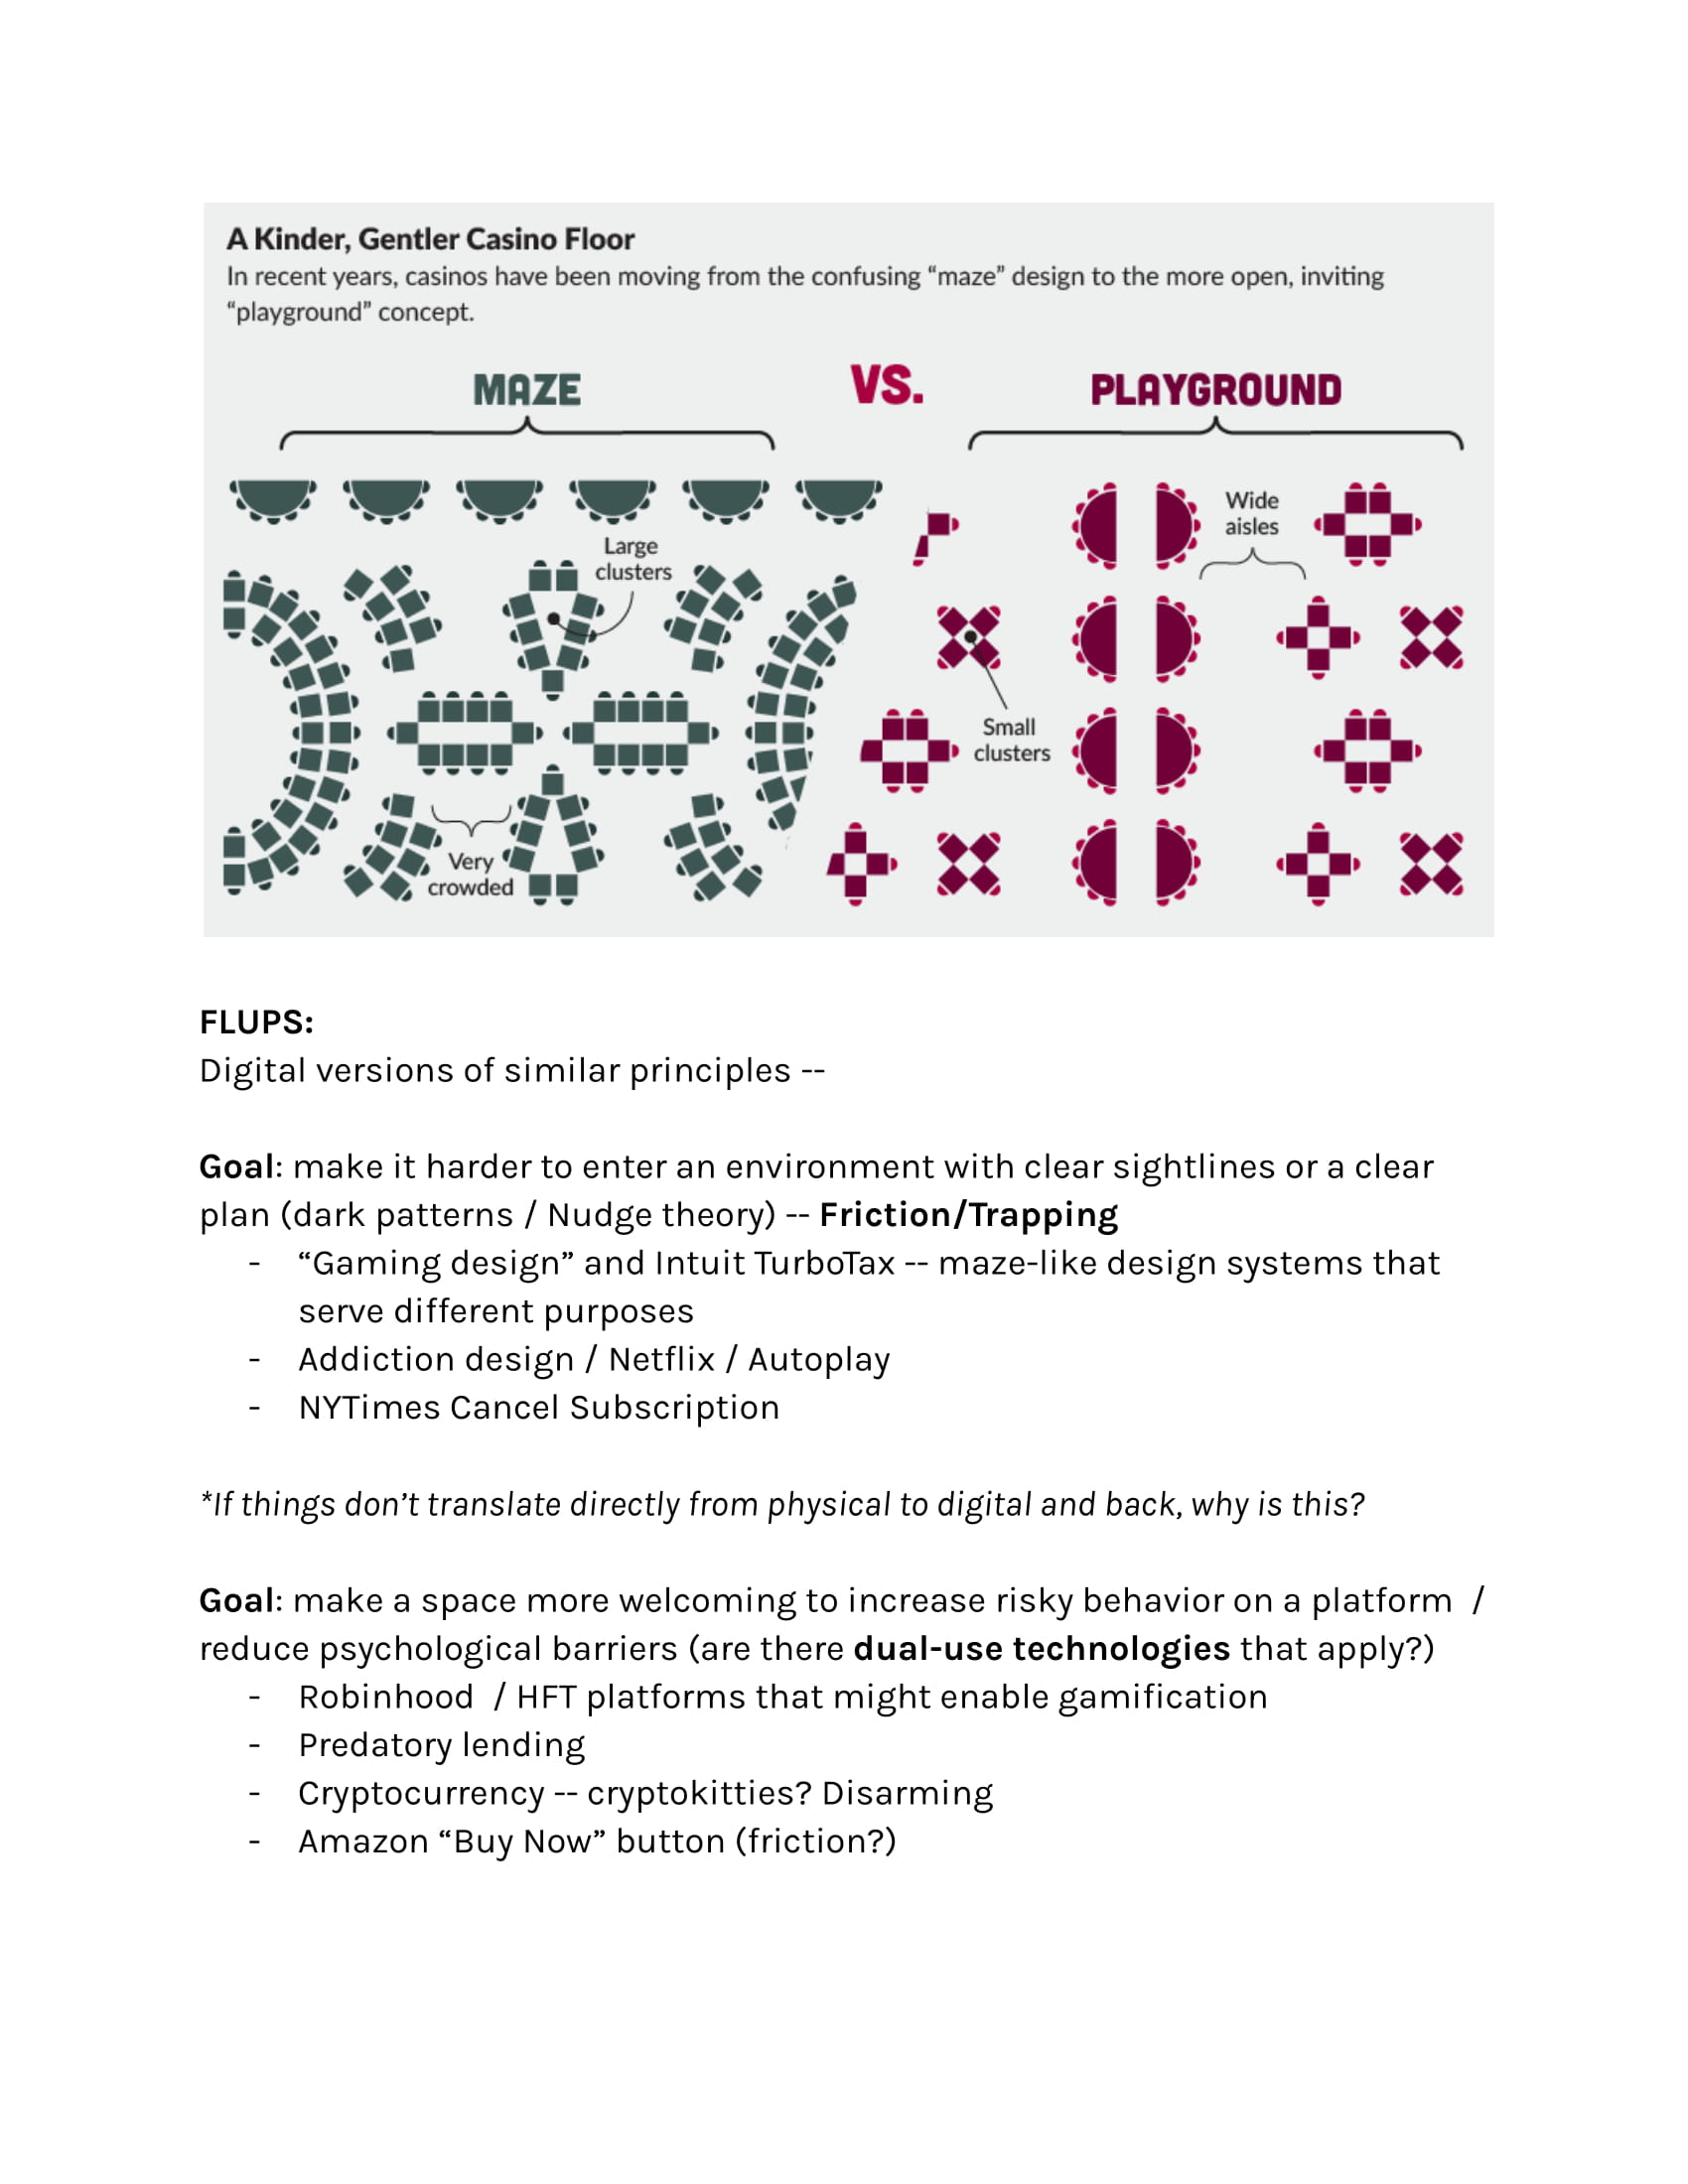 A Kinder, Gentler Casino Floor
In recent years, casinos have been moving from the confusing “maze” design to the more open, inviting
“playground” concept.
MAZE
VS.
PLAYGROUND
Large
clusters
Wide
aisles
Small
clusters
Very
crowded
FLUPS:
Digital versions of similar principles --
Goal: make it harder to enter an environment with clear sightlines or a clear
plan (dark patterns / Nudge theory) -- Friction/Trapping
- “Gaming design” and Intuit TurboTax -- maze-like design systems that
serve different purposes
- Addiction design / Netflix / Autoplay
- NYTimes Cancel Subscription
*If things don’t translate directly from physical to digital and back, why is this?
Goal: make a space more welcoming to increase risky behavior on a platform  /
reduce psychological barriers (are there dual-use technologies that apply?)
- Robinhood  / HFT platforms that might enable gamification
- Predatory lending
- Cryptocurrency -- cryptokitties? Disarming
- Amazon “Buy Now” button (friction?)